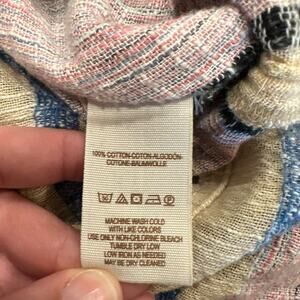 100% COTTON-COTON-ALGODÓN-
COTONE-BAUMWOLLE
MACHINE WASH COLD
WITH LIKE COLORS
USE ONLY NON-CHLORINE BLEACH
TUMBLE DRY LOW
LOW IRON AS NEEDED
MAY BE DRY CLEANED